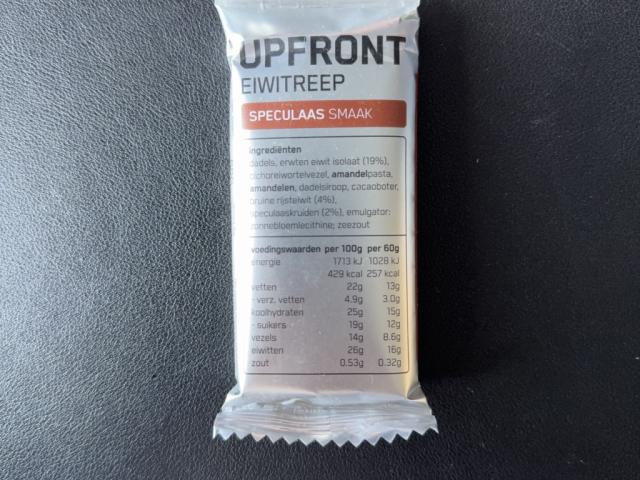 UPFRONT
EIWITREEP
SPECULAAS SMAAK
ingrediënten
dadels, erwten eiwit isolaat (19%),
cichoreiwortelvezel, amandelpasta,
amandelen, dadelsiroop, cacaoboter,
bruine rijsteiwit (4%),
speculaaskruiden (2%), emulgator:
zonnebloemlecithine; zeezout
voedingswaarden per 100g per 60g
energie 1713 kJ 1028 kJ
429 kcal 257 kcal
vetten 22g 13g
- verz. vetten 4.9g 3.0g
koolhydraten 25g 15g
- suikers 19g 12g
vezels 14g 8.6g
eiwitten 26g 16g
zout 0.53g 0.32g